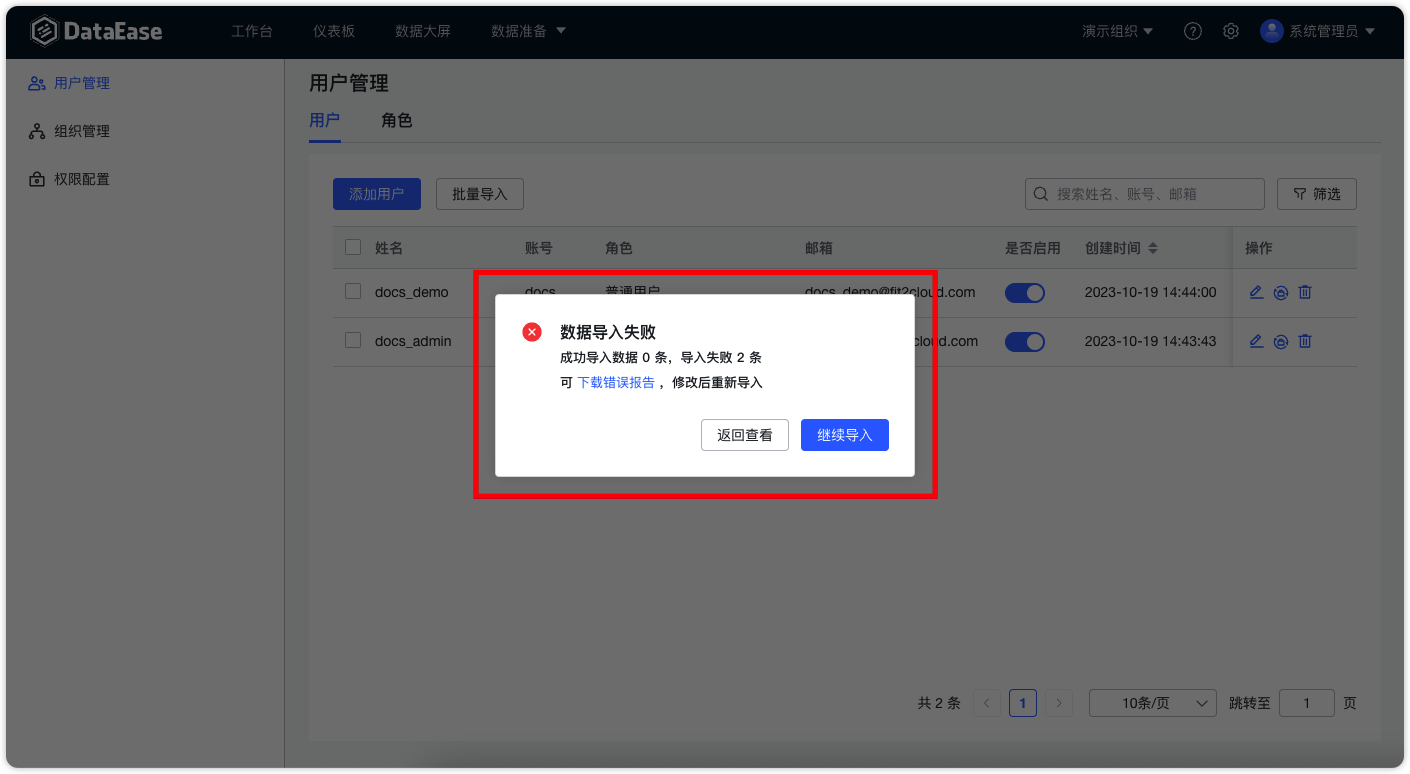 DataEase 工作台 仪表板 数据大屏 数据准备 演示组织 系统管理员
用户管理
组织管理
权限配置
用户管理
用户 角色
添加用户 批量导入 搜索姓名、账号、邮箱 筛选
姓名 账号 角色 邮箱 是否启用 创建时间 操作
docs_demo docs 普通用户 docs_demo@fit2cloud.com 2023-10-19 14:44:00
docs_admin cloud.com 2023-10-19 14:43:43
数据导入失败
成功导入数据 0 条，导入失败 2 条
可 下载错误报告 ，修改后重新导入
返回查看 继续导入
共 2 条 1 10条/页 跳转至 1 页